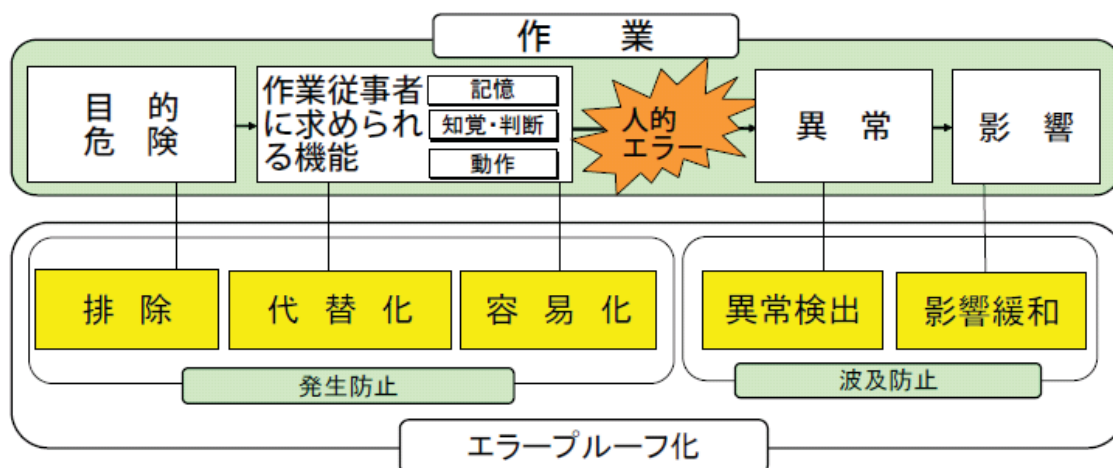 作　業
目　的
危　険
作業従事者
に求められ
る機能
記憶
知覚・判断
動作
人的
エラー
異　常
影　響
排　除
代　替　化
容　易　化
異常検出
影響緩和
発生防止
波及防止
エラープルーフ化